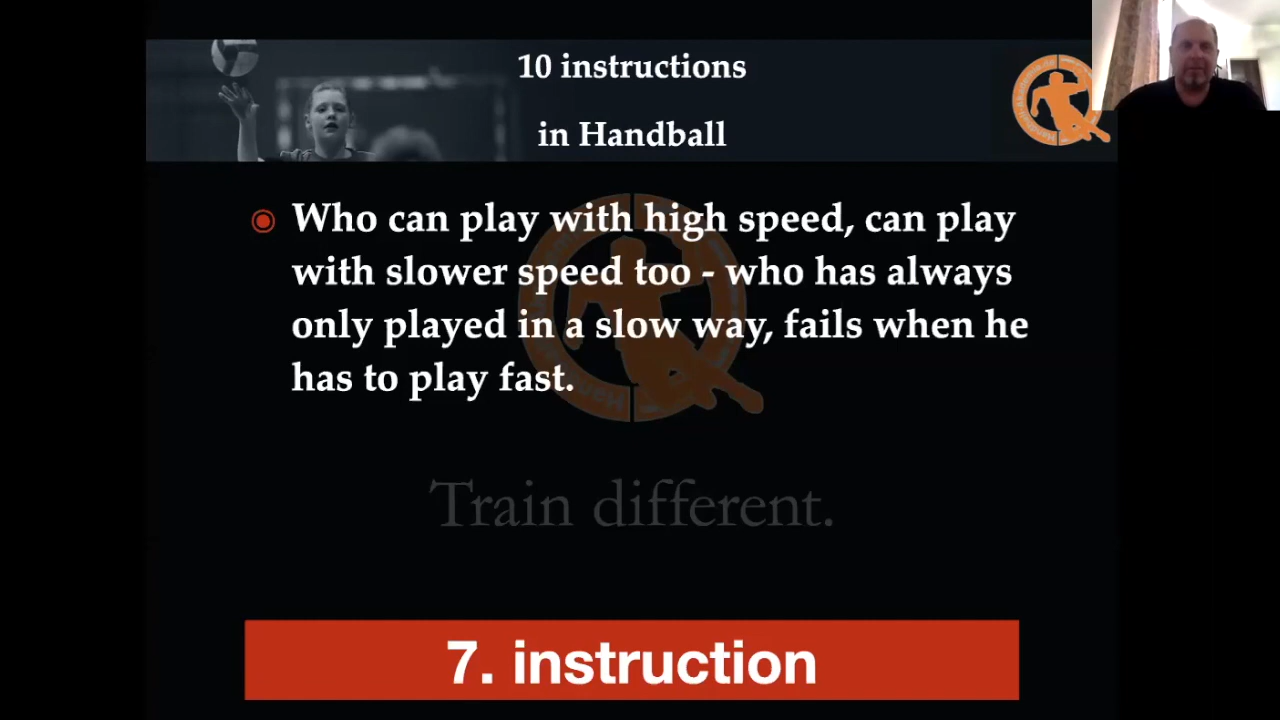 10 instructions
in Handball
Who can play with high speed, can play
with slower speed too - who has always
only played in a slow way, fails when he
has to play fast.
Train different.
7. instruction